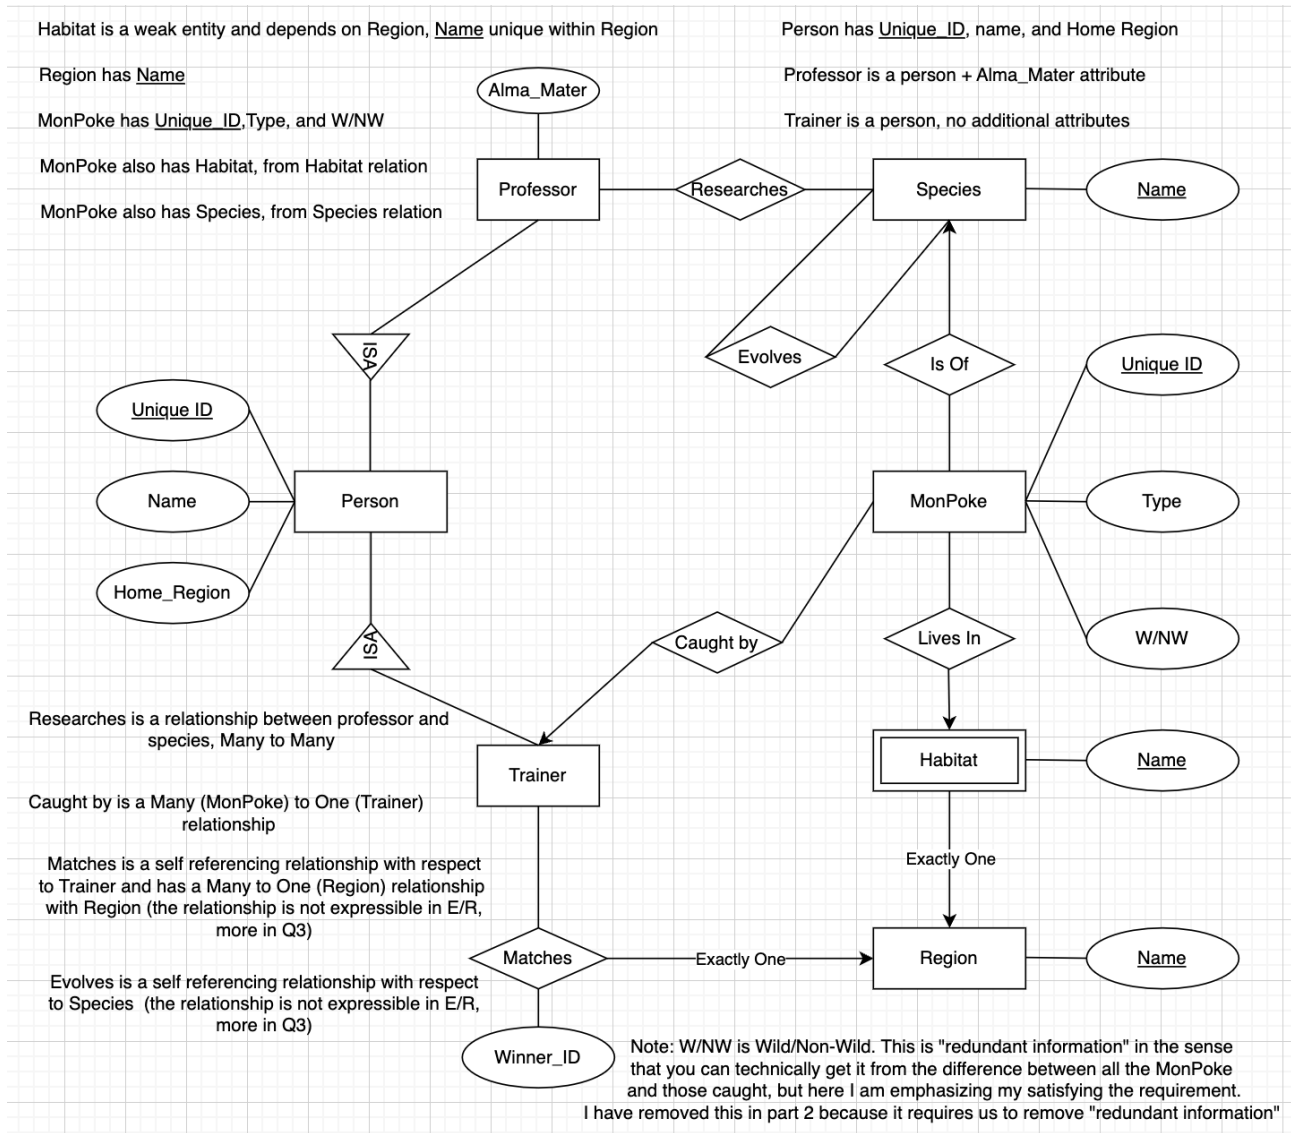 Habitat is a weak entity and depends on Region, Name unique within Region
Person has Unique_ID, name, and Home Region
Region has Name
Alma_Mater
Professor is a person + Alma_Mater attribute
MonPoke has Unique_ID,Type, and W/NW
Trainer is a person, no additional attributes
MonPoke also has Habitat, from Habitat relation
MonPoke also has Species, from Species relation
Professor
Researches
Species
Name
ISA
Evolves
Is Of
Unique ID
Unique ID
Name
Person
MonPoke
Type
Home_Region
ISA
Caught by
Lives In
W/NW
Researches is a relationship between professor and
species, Many to Many
Trainer
Habitat
Name
Caught by is a Many (MonPoke) to One (Trainer)
relationship
Matches is a self referencing relationship with respect
to Trainer and has a Many to One (Region) relationship
with Region (the relationship is not expressible in E/R,
more in Q3)
Exactly One
Matches
Exactly One
Region
Name
Evolves is a self referencing relationship with respect
to Species (the relationship is not expressible in E/R,
more in Q3)
Winner_ID
Note: W/NW is Wild/Non-Wild. This is "redundant information" in the sense
that you can technically get it from the difference between all the MonPoke
and those caught, but here I am emphasizing my satisfying the requirement.
I have removed this in part 2 because it requires us to remove "redundant information"